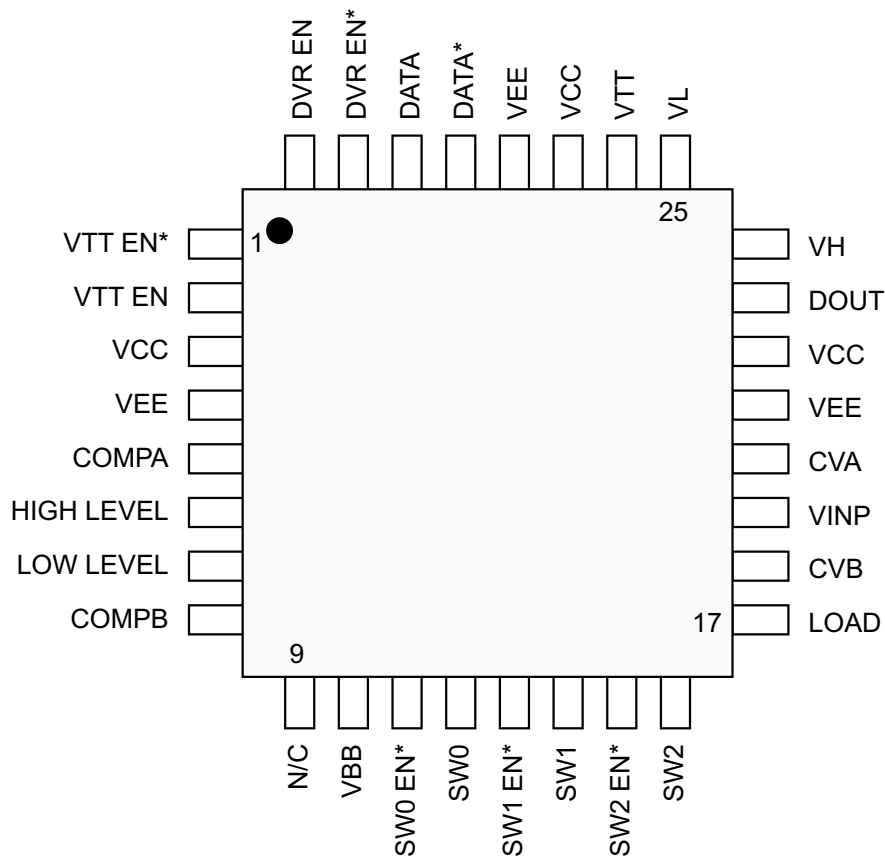 DVR EN
DVR EN*
DATA
DATA*
VEE
VCC
VTT
VL
VTT EN*
VTT EN
VCC
VEE
COMPA
HIGH LEVEL
LOW LEVEL
COMPB
1
25
9
17
VH
DOUT
VCC
VEE
CVA
VINP
CVB
LOAD
N/C
VBB
SW0 EN*
SW0
SW1 EN*
SW1
SW2 EN*
SW2